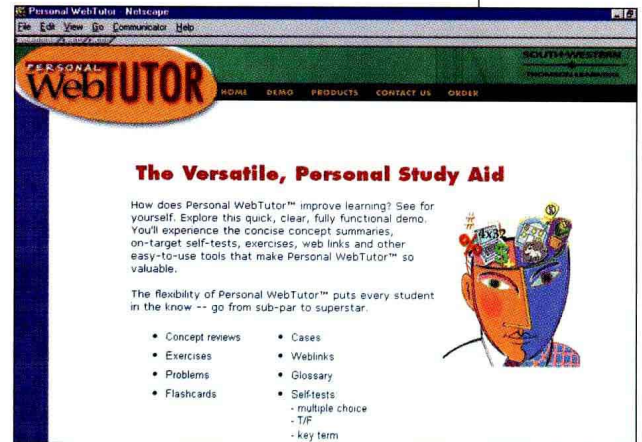 Personal WebTutor - Netscape
File Edit View Go Communicator Help
PERSONAL
WebTUTOR
SOUTH-WESTERN
THOMSON LEARNING
HOME DEMO PRODUCTS CONTACT US ORDER
The Versatile, Personal Study Aid
How does Personal WebTutor™ improve learning? See for
yourself. Explore this quick, clear, fully functional demo.
You'll experience the concise concept summaries,
on-target self-tests, exercises, web links and other
easy-to-use tools that make Personal WebTutor™ so
valuable.
The flexibility of Personal WebTutor™ puts every student
in the know -- go from sub-par to superstar.
• Concept reviews
• Exercises
• Problems
• Flashcards
• Cases
• Weblinks
• Glossary
• Self-tests
- multiple choice
- T/F
- key term
#
%
4x32
$